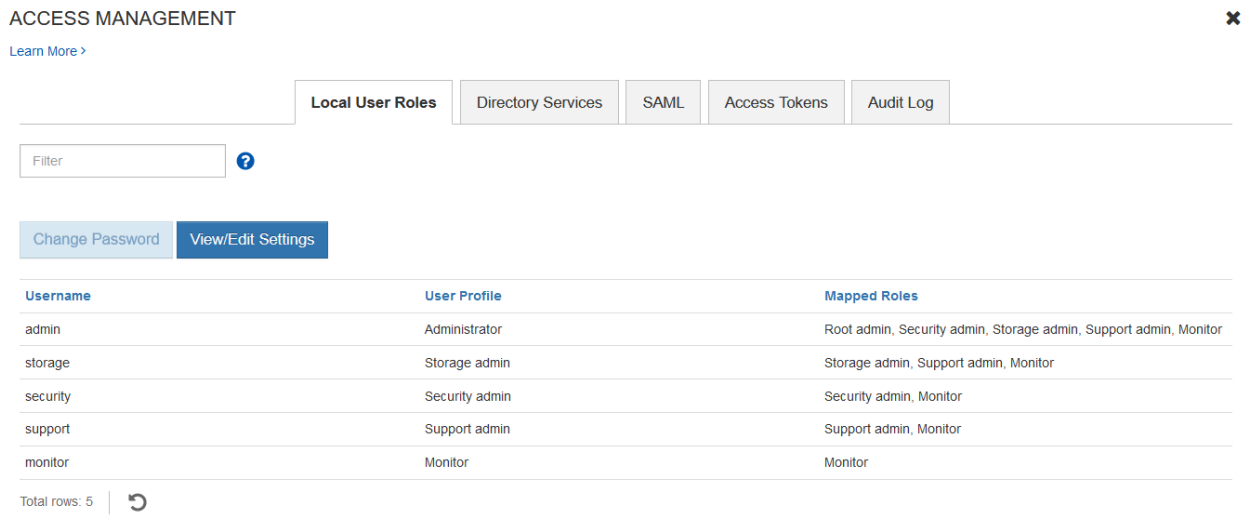 ACCESS MANAGEMENT
Learn More >
Local User Roles Directory Services SAML Access Tokens Audit Log
Filter
Change Password View/Edit Settings
Username User Profile Mapped Roles
admin Administrator Root admin, Security admin, Storage admin, Support admin, Monitor
storage Storage admin Storage admin, Support admin, Monitor
security Security admin Security admin, Monitor
support Support admin Support admin, Monitor
monitor Monitor Monitor
Total rows: 5